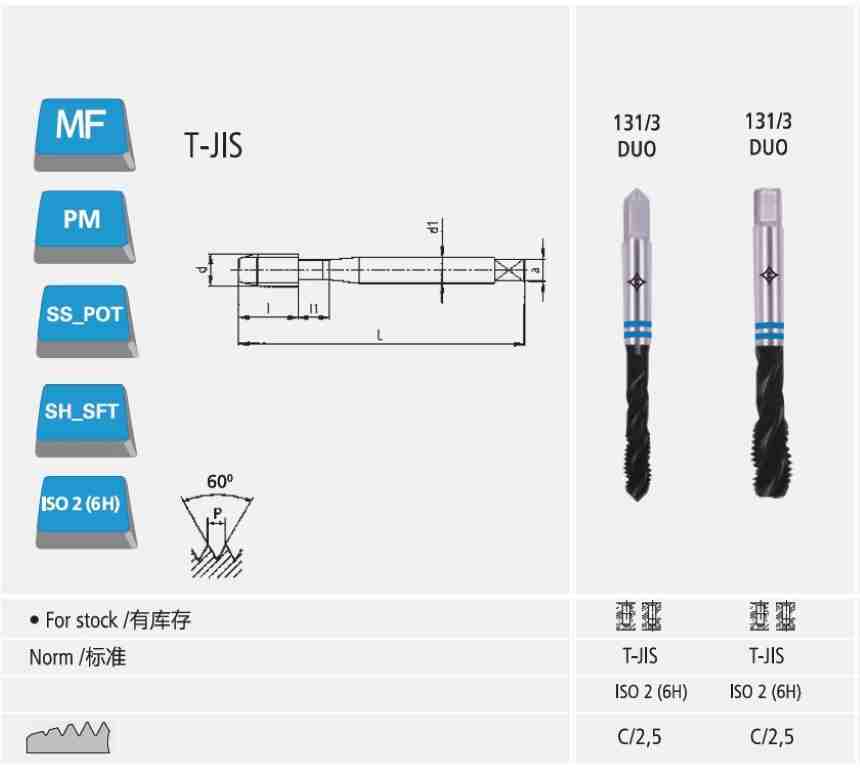 MF
T-JIS
131/3
DUO
131/3
DUO
PM
SS_POT
SH_SFT
ISO 2 (6H)
d
l
l1
L
d1
a
60⁰
P
• For stock /有库存
Norm /标准
T-JIS
T-JIS
ISO 2 (6H)
ISO 2 (6H)
C/2,5
C/2,5